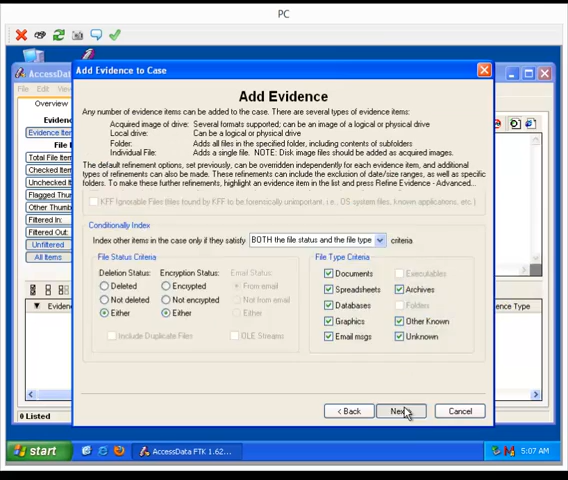 PC
AccessData
Add Evidence to Case
File Edit
Overview
Add Evidence
Any number of evidence items can be added to the case. There are several types of evidence items:
Acquired image of drive: Several formats supported; can be an image of a logical or physical drive
Local drive: Can be a logical or physical drive
Folder: Adds all files in the specified folder, including contents of subfolders
Individual File: Adds a single file. NOTE: Disk image files should be added as acquired images.
The default refinement options, set previously, can be overridden independently for each evidence item, and additional
types of refinements can also be made. These refinements can include the exclusion of date/size ranges, as well as specific
folders. To make these further refinements, highlight an evidence item in the list and press Refine Evidence - Advanced...
KFF Ignorable Files (files found by KFF to be forensically unimportant, i.e., OS system files, known applications, etc.)
Evidence Item
File I
Total File Item
Checked Item
Unchecked It
Flagged Item
Other Thumb
Filtered In:
Filtered Out:
Unfiltered
All Items
Conditionally Index
Index other items in the case only if they satisfy BOTH the file status and the file type criteria
File Status Criteria
Deletion Status: Encryption Status: Email Status:
Deleted Encrypted From email
Not deleted Not encrypted Not from email
Either Either Either
Include Duplicate Files OLE Streams
File Type Criteria
Documents Executables
Spreadsheets Archives
Databases Folders
Graphics Other Known
Email msgs Unknown
Eviden
ence Type
< Back Next Cancel
0 Listed
start AccessData FTK 1.62... 5:07 AM